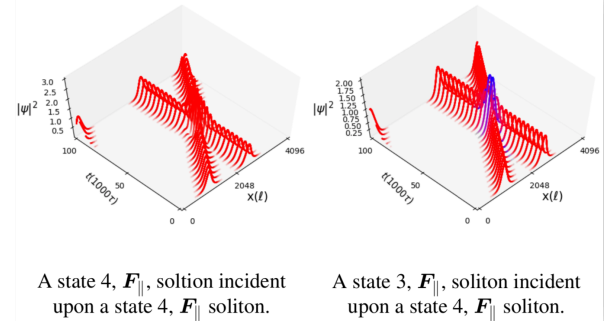 3.0
2.5
2.0
1.5
1.0
0.5
|ψ|²
100
50
0
t(1000τ)
0
2048
4096
x(ℓ)
2.00
1.75
1.50
1.25
1.00
0.75
0.50
0.25
|ψ|²
100
50
0
t(1000τ)
0
2048
4096
x(ℓ)
A state 4, F∥, soltion incident
upon a state 4, F∥ soliton.
A state 3, F∥, soliton incident
upon a state 4, F∥ soliton.